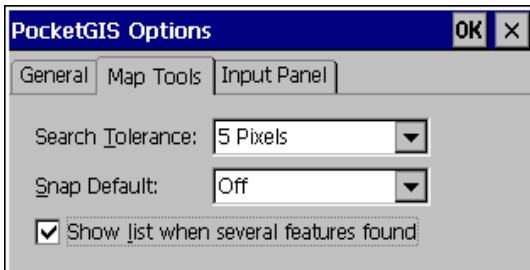 PocketGIS Options OK ×
General Map Tools Input Panel
Search Tolerance: 5 Pixels
Snap Default: Off
Show list when several features found